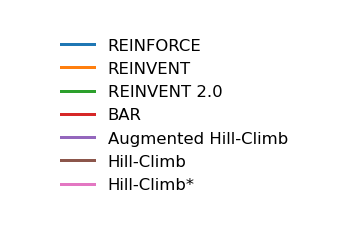 REINFORCE
REINVENT
REINVENT 2.0
BAR
Augmented Hill-Climb
Hill-Climb
Hill-Climb*